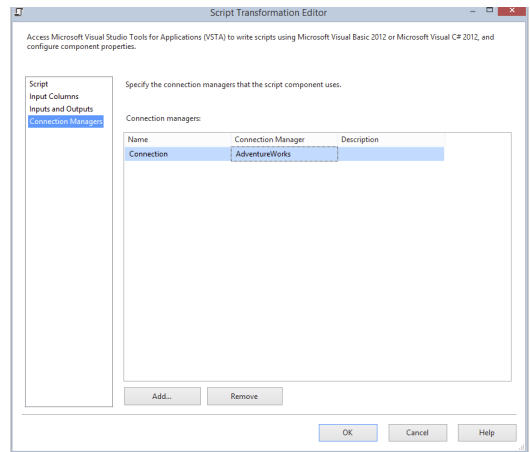 Script Transformation Editor
Access Microsoft Visual Studio Tools for Applications (VSTA) to write scripts using Microsoft Visual Basic 2012 or Microsoft Visual C# 2012, and
configure component properties.
Script
Input Columns
Inputs and Outputs
Connection Managers
Specify the connection managers that the script component uses.
Connection managers:
Name Connection Manager Description
Connection AdventureWorks
Add... Remove
OK Cancel Help